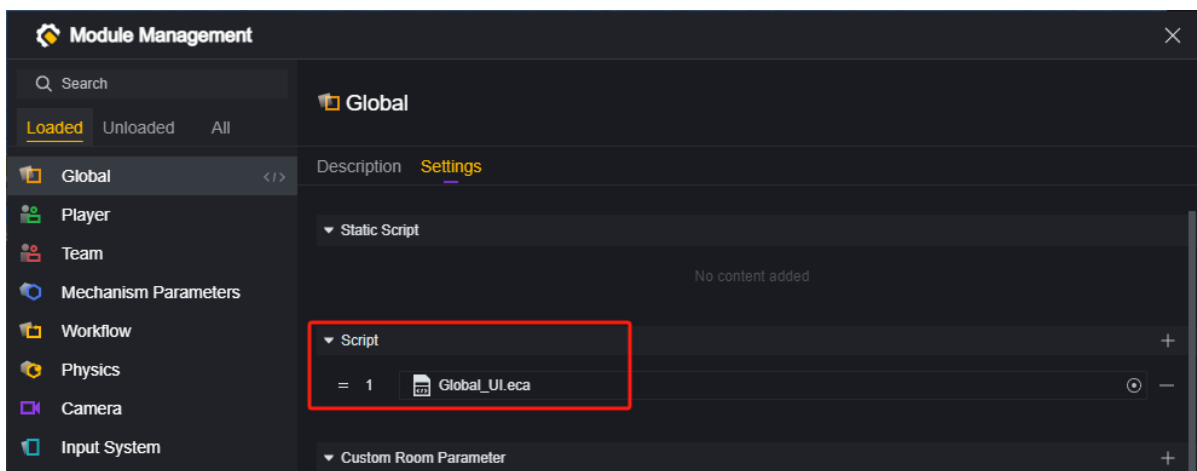 Module Management
Search
Loaded Unloaded All
Global
Player
Team
Mechanism Parameters
Workflow
Physics
Camera
Input System
Global
Description Settings
Static Script
No content added
Script
= 1 Global_UI.eca
Custom Room Parameter